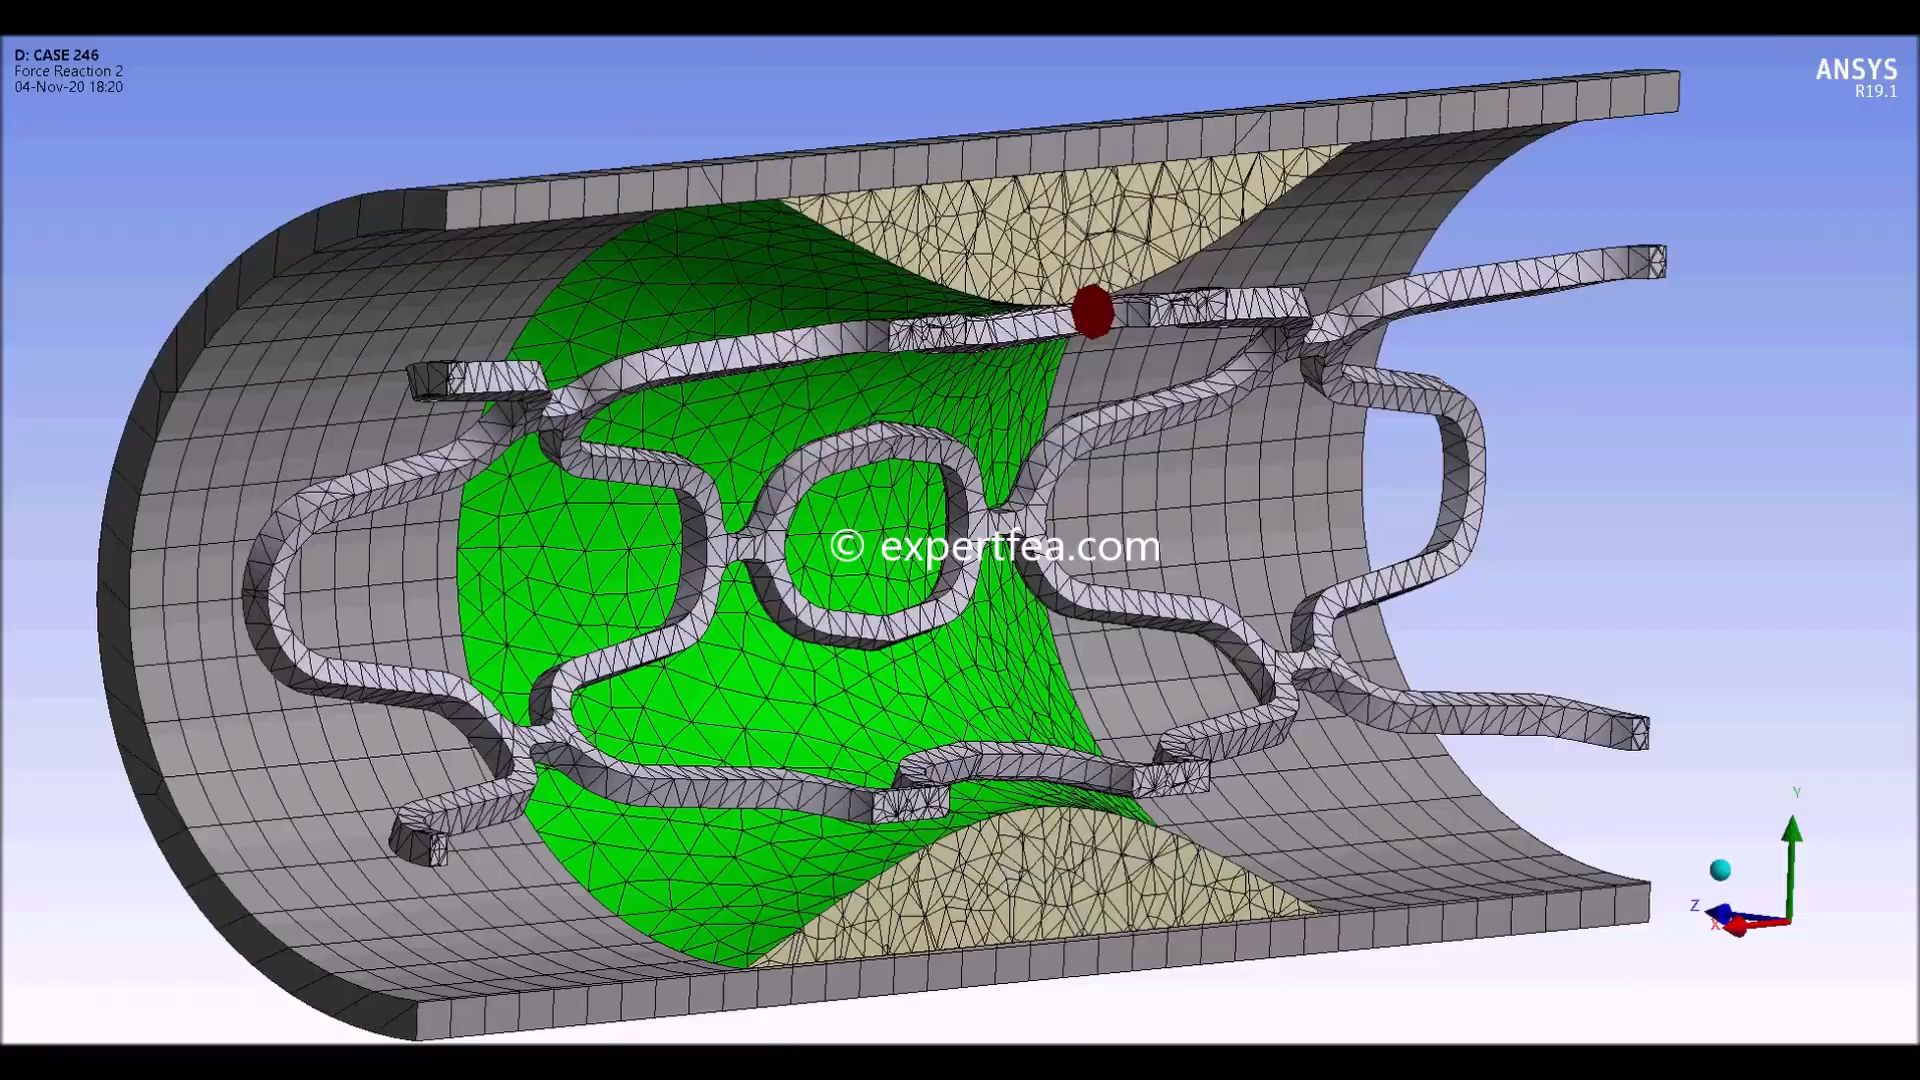 D: CASE 246
Force Reaction 2
04-Nov-20 18:20
ANSYS
R19.1
© expertfea.com
Y
Z
X